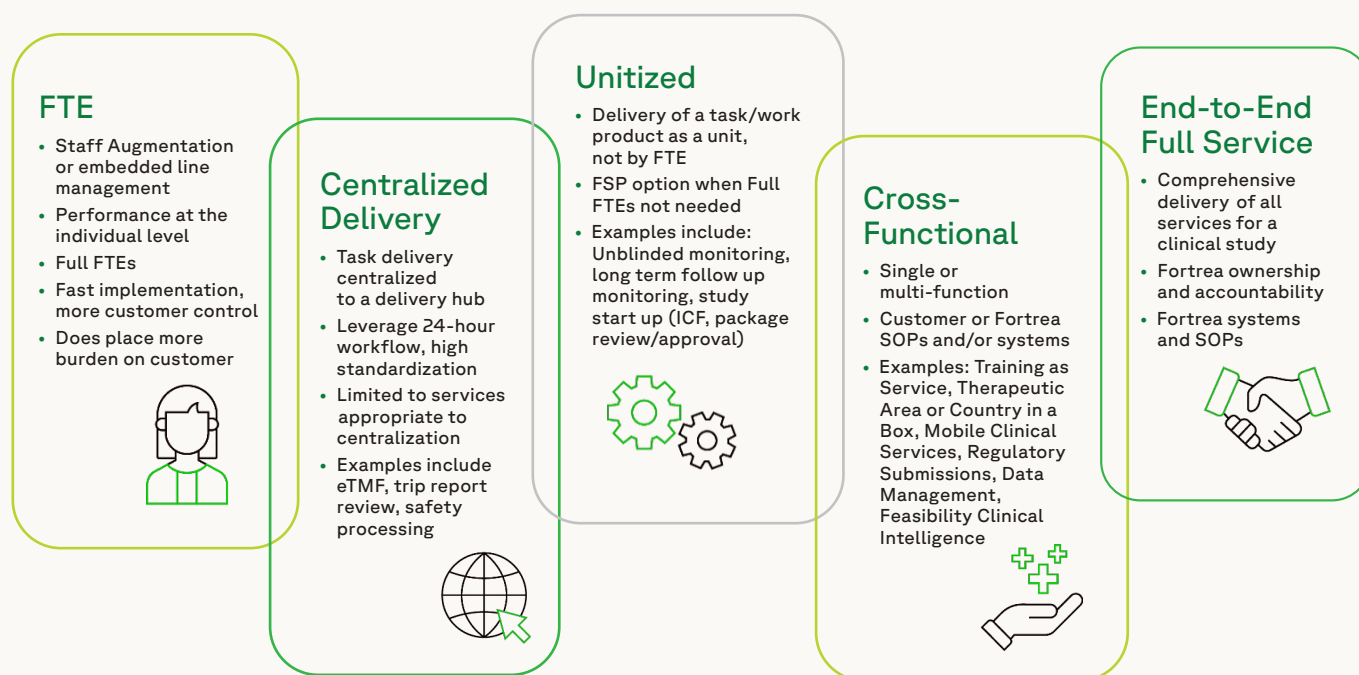 FTE
• Staff Augmentation
or embedded line
management
• Performance at the
individual level
• Full FTEs
• Fast implementation,
more customer control
• Does place more
burden on customer
Centralized
Delivery
• Task delivery
centralized
to a delivery hub
• Leverage 24-hour
workflow, high
standardization
• Limited to services
appropriate to
centralization
• Examples include
eTMF, trip report
review, safety
processing
Unitized
• Delivery of a task/work
product as a unit,
not by FTE
• FSP option when Full
FTEs not needed
• Examples include:
Unblinded monitoring,
long term follow up
monitoring, study
start up (ICF, package
review/approval)
Cross-
Functional
• Single or
multi-function
• Customer or Fortrea
SOPs and/or systems
• Examples: Training as
Service, Therapeutic
Area or Country in a
Box, Mobile Clinical
Services, Regulatory
Submissions, Data
Management,
Feasibility Clinical
Intelligence
End-to-End
Full Service
• Comprehensive
delivery of all
services for a
clinical study
• Fortrea ownership
and accountability
• Fortrea systems
and SOPs